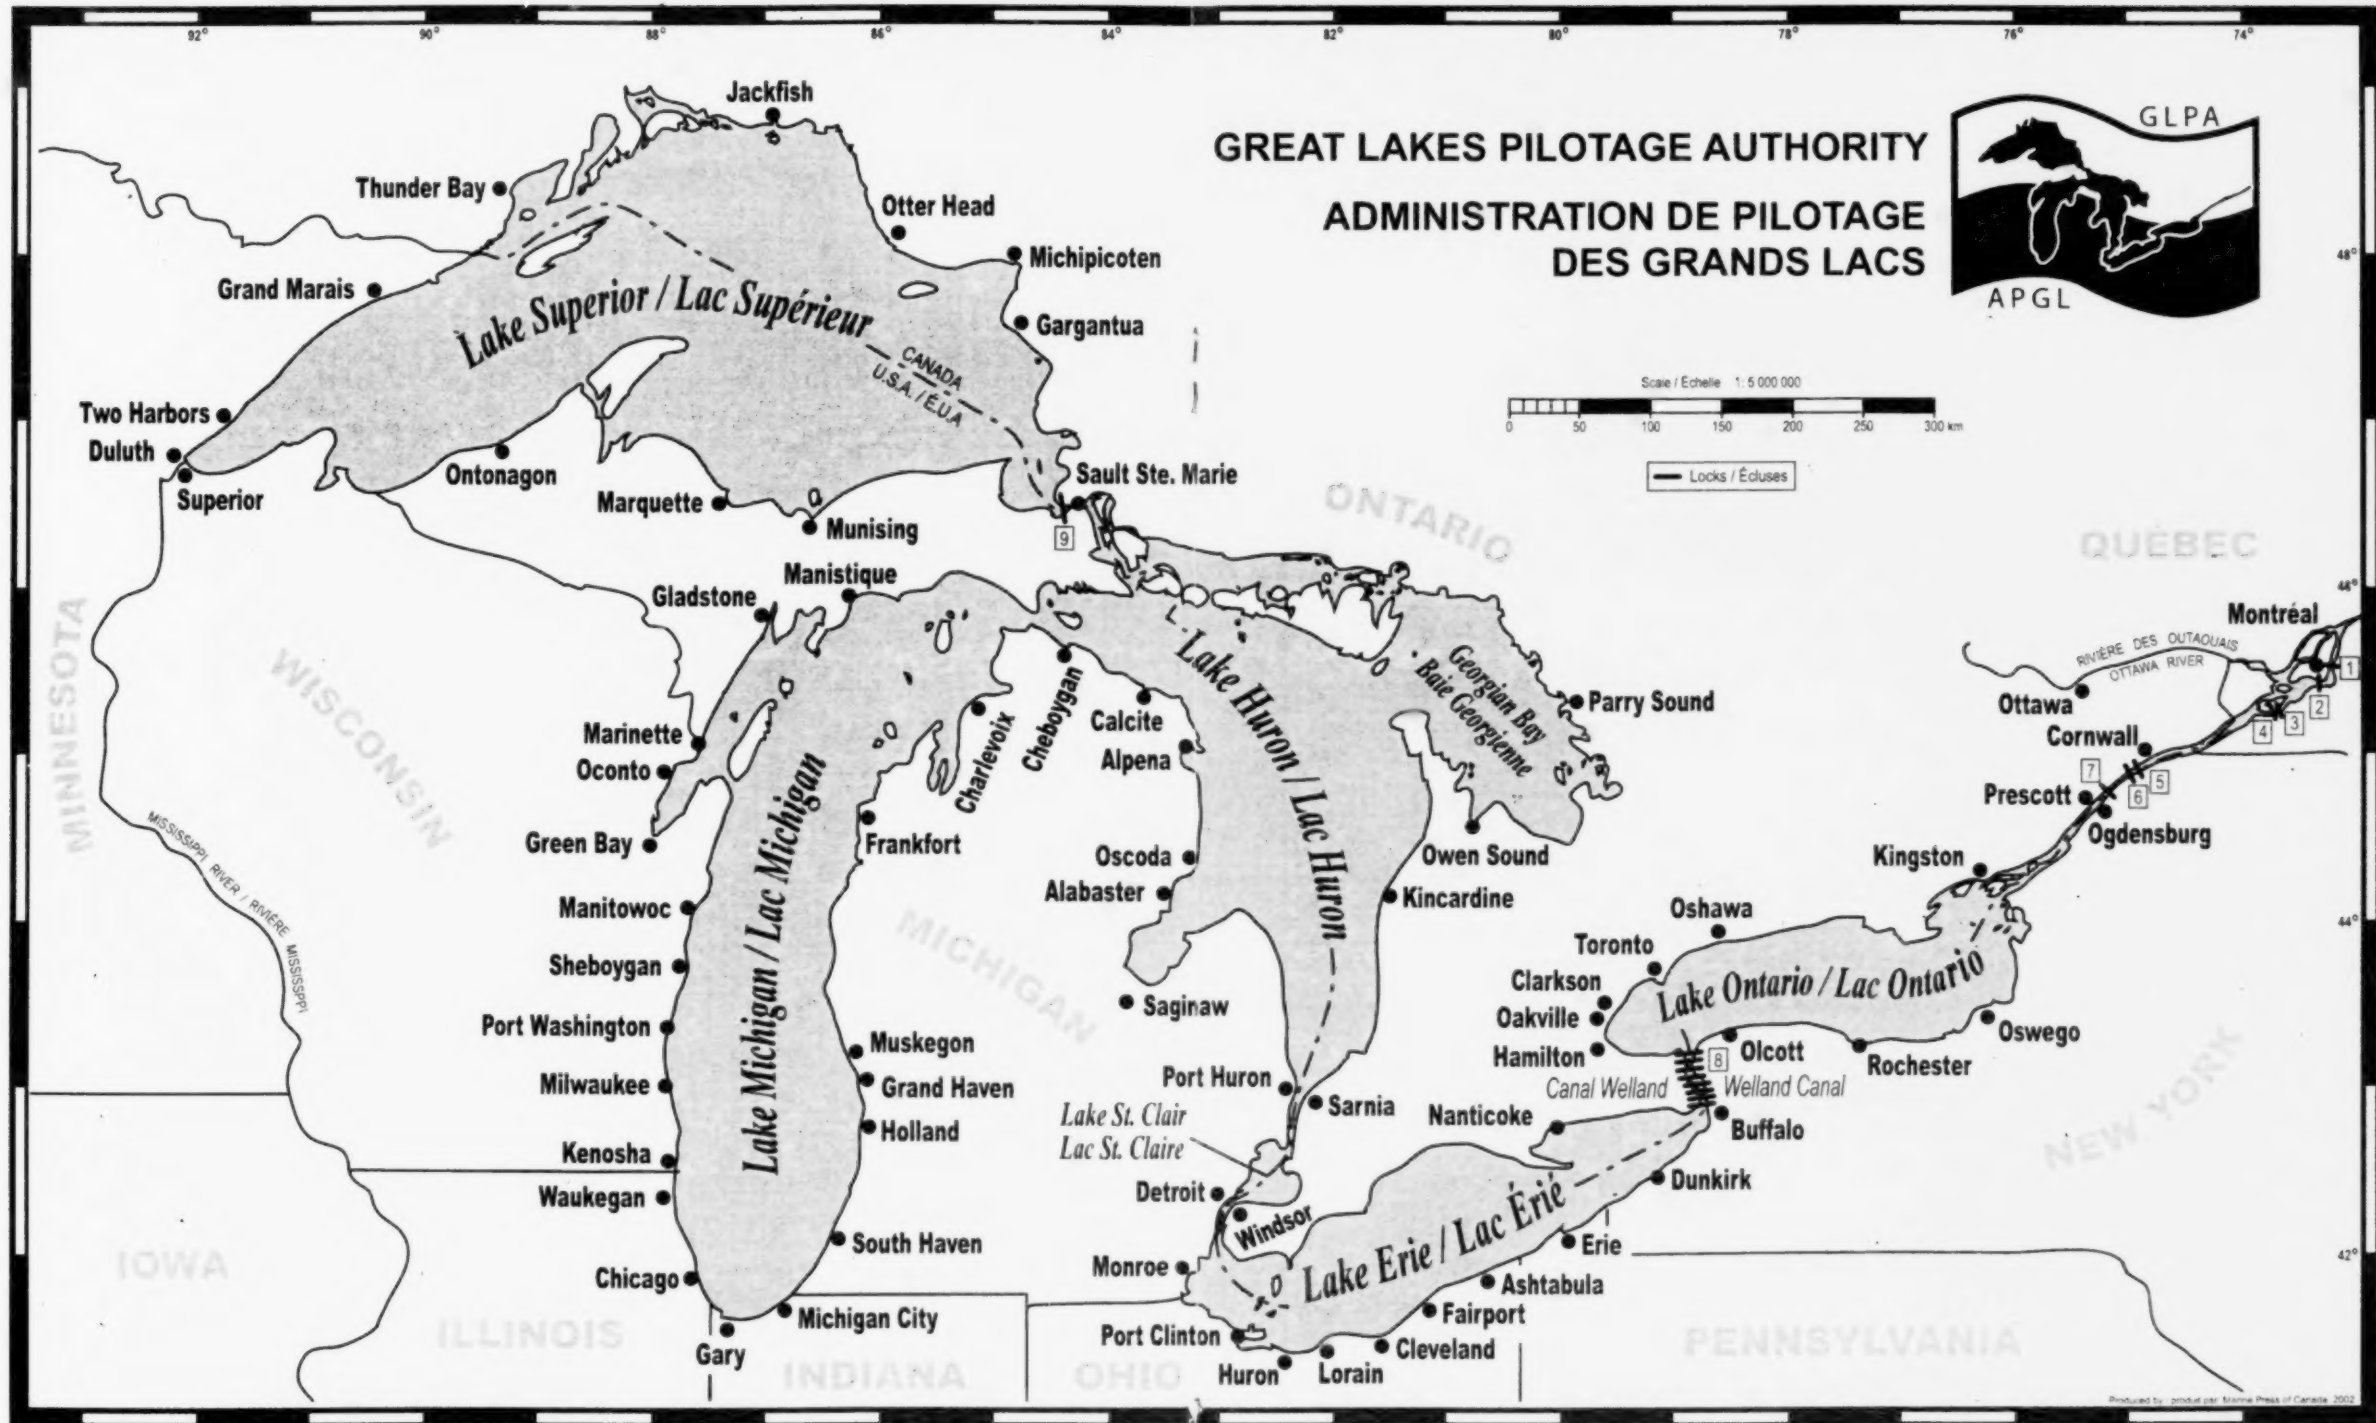 92°
90°
88°
86°
84°
82°
80°
76°
74°
GREAT LAKES PILOTAGE AUTHORITY
ADMINISTRATION DE PILOTAGE
DES GRANDS LACS
GLPA
APGL
Scale / Échelle 1: 5 000 000
0 50 100 150 200 250 300 km
Locks / Écluses
Jackfish
Thunder Bay
Otter Head
Michipicoten
Grand Marais
Gargantua
Lake Superior / Lac Supérieur
CANADA
U.S.A. / É.U.A
Two Harbors
Duluth
Superior
Ontonagon
Marquette
Munising
Sault Ste. Marie
9
ONTARIO
QUÉBEC
48°
48°
44°
42°
MINNESOTA
WISCONSIN
MICHIGAN
IOWA
ILLINOIS
INDIANA
OHIO
PENNSYLVANIA
NEW YORK
MISSISSIPPI RIVER / RIVIÈRE MISSISSIPPI
Manistique
Gladstone
Marinette
Oconto
Green Bay
Manitowoc
Sheboygan
Port Washington
Milwaukee
Kenosha
Waukegan
Chicago
Gary
Michigan City
South Haven
Holland
Grand Haven
Muskegon
Frankfort
Charlevoix
Cheboygan
Lake Michigan / Lac Michigan
Calcite
Alpena
Oscoda
Alabaster
Saginaw
Port Huron
Sarnia
Lake Huron / Lac Huron
Georgian Bay
Baie Georgienne
Parry Sound
Owen Sound
Kincardine
Lake St. Clair
Lac St. Claire
Detroit
Windsor
Monroe
Port Clinton
Huron
Lorain
Cleveland
Fairport
Ashtabula
Erie
Dunkirk
Buffalo
Nanticoke
Lake Erie / Lac Érié
Canal Welland
Welland Canal
8
Hamilton
Oakville
Clarkson
Toronto
Oshawa
Lake Ontario / Lac Ontario
Olcott
Rochester
Oswego
Kingston
Ogdensburg
Prescott
Cornwall
Ottawa
Montréal
RIVIÈRE DES OUTAOUAIS
OTTAWA RIVER
1
2
3
4
5
6
7
Produced by / produit par: Marine Press of Canada, 2002